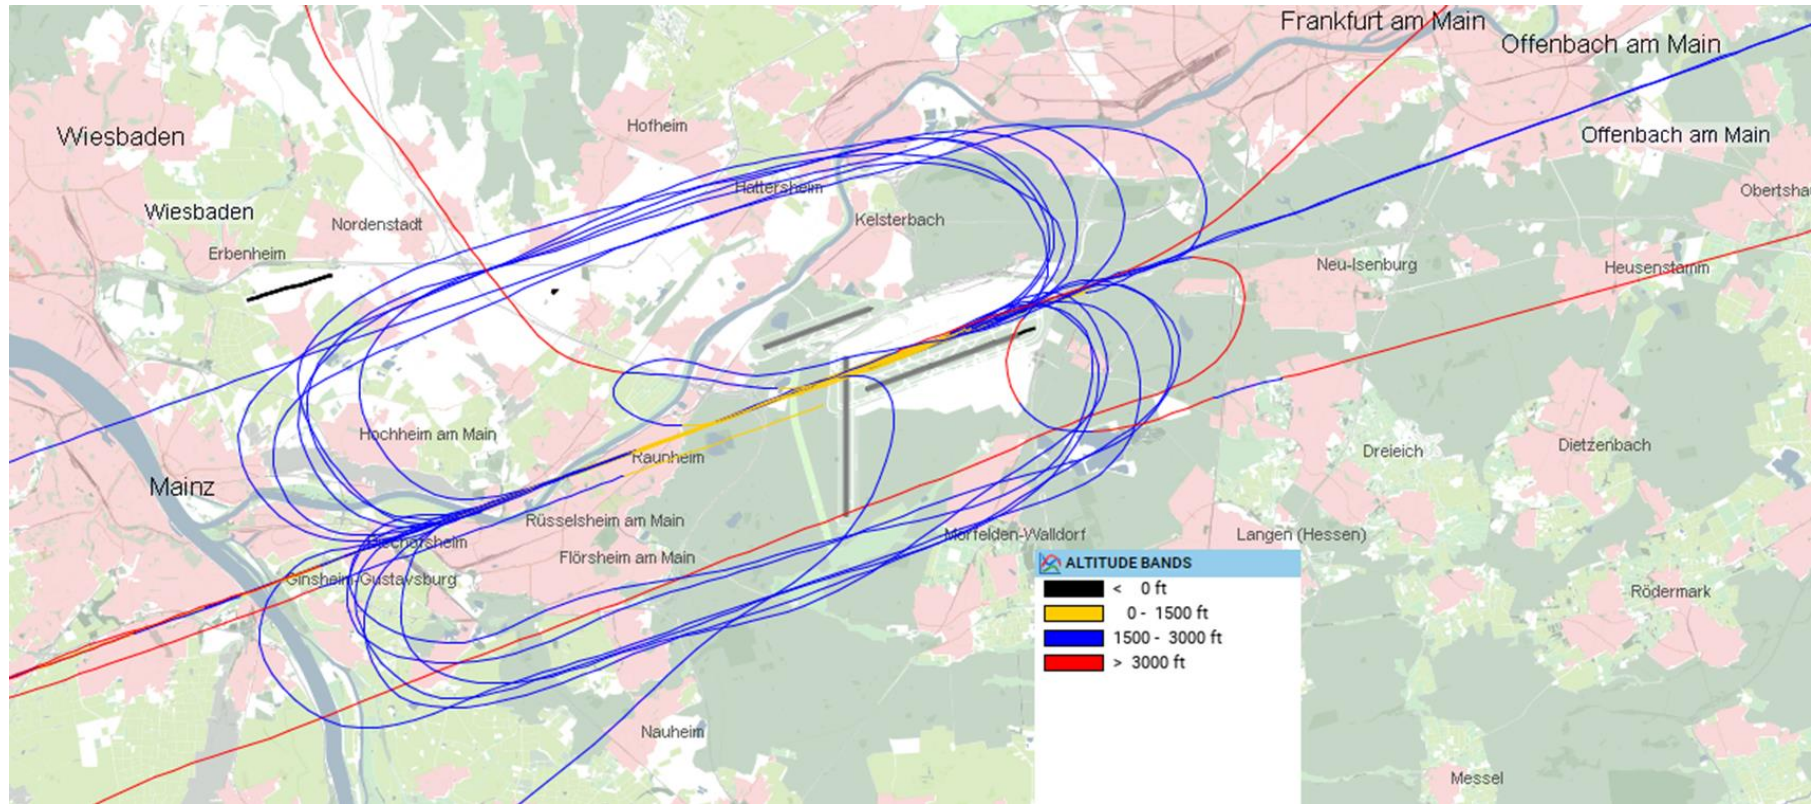 Frankfurt am Main
Offenbach am Main
Wiesbaden
Hofheim
Offenbach am Main
Hattersheim
Obertsha
Wiesbaden
Nordenstadt
Kelsterbach
Erbenheim
Neu-Isenburg
Heusenstamm
Hochheim am Main
Raunheim
Dreieich
Dietzenbach
Mainz
Rüsselsheim am Main
Bischofsheim
Flörsheim am Main
Mörfelden-Walldorf
Langen (Hessen)
Ginsheim-Gustavsburg
ALTITUDE BANDS
< 0 ft
0 - 1500 ft
1500 - 3000 ft
> 3000 ft
Rödermark
Nauheim
Messel